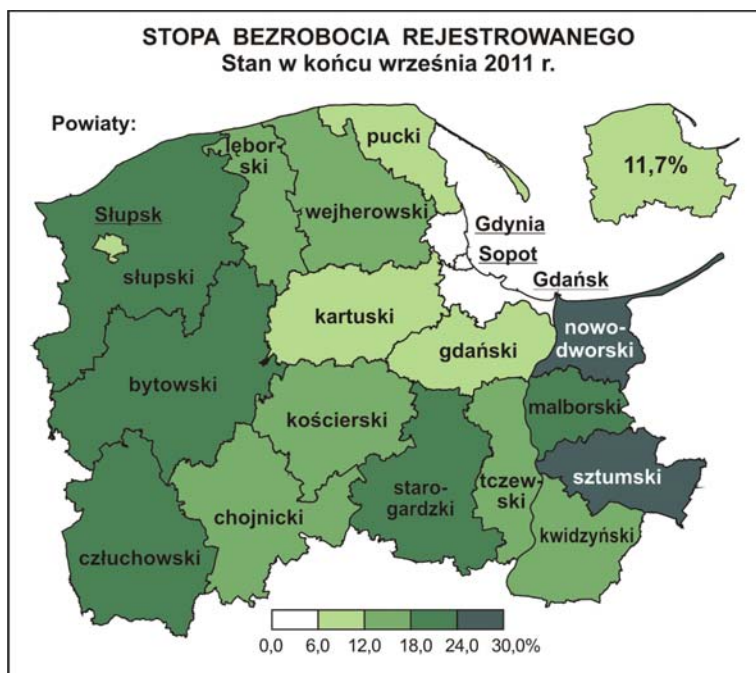 STOPA BEZROBOCIA REJESTROWANEGO
Stan w końcu września 2011 r.
Powiaty:
pucki
lębor-
ski
11,7%
wejherowski
Słupsk
Gdynia
Sopot
słupski
Gdańsk
kartuski
nowo-
dworski
gdański
bytowski
malborski
kościerski
sztumski
staro-
gardzki
tczew-
ski
chojnicki
kwidzyński
człuchowski
0,0 6,0 12,0 18,0 24,0 30,0%